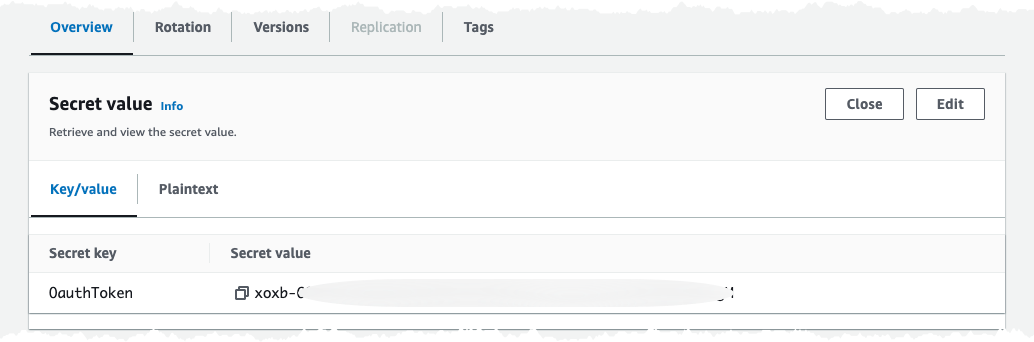 Overview Rotation Versions Replication Tags
Secret value Info Close Edit
Retrieve and view the secret value.
Key/value Plaintext
Secret key Secret value
OauthToken xoxb-